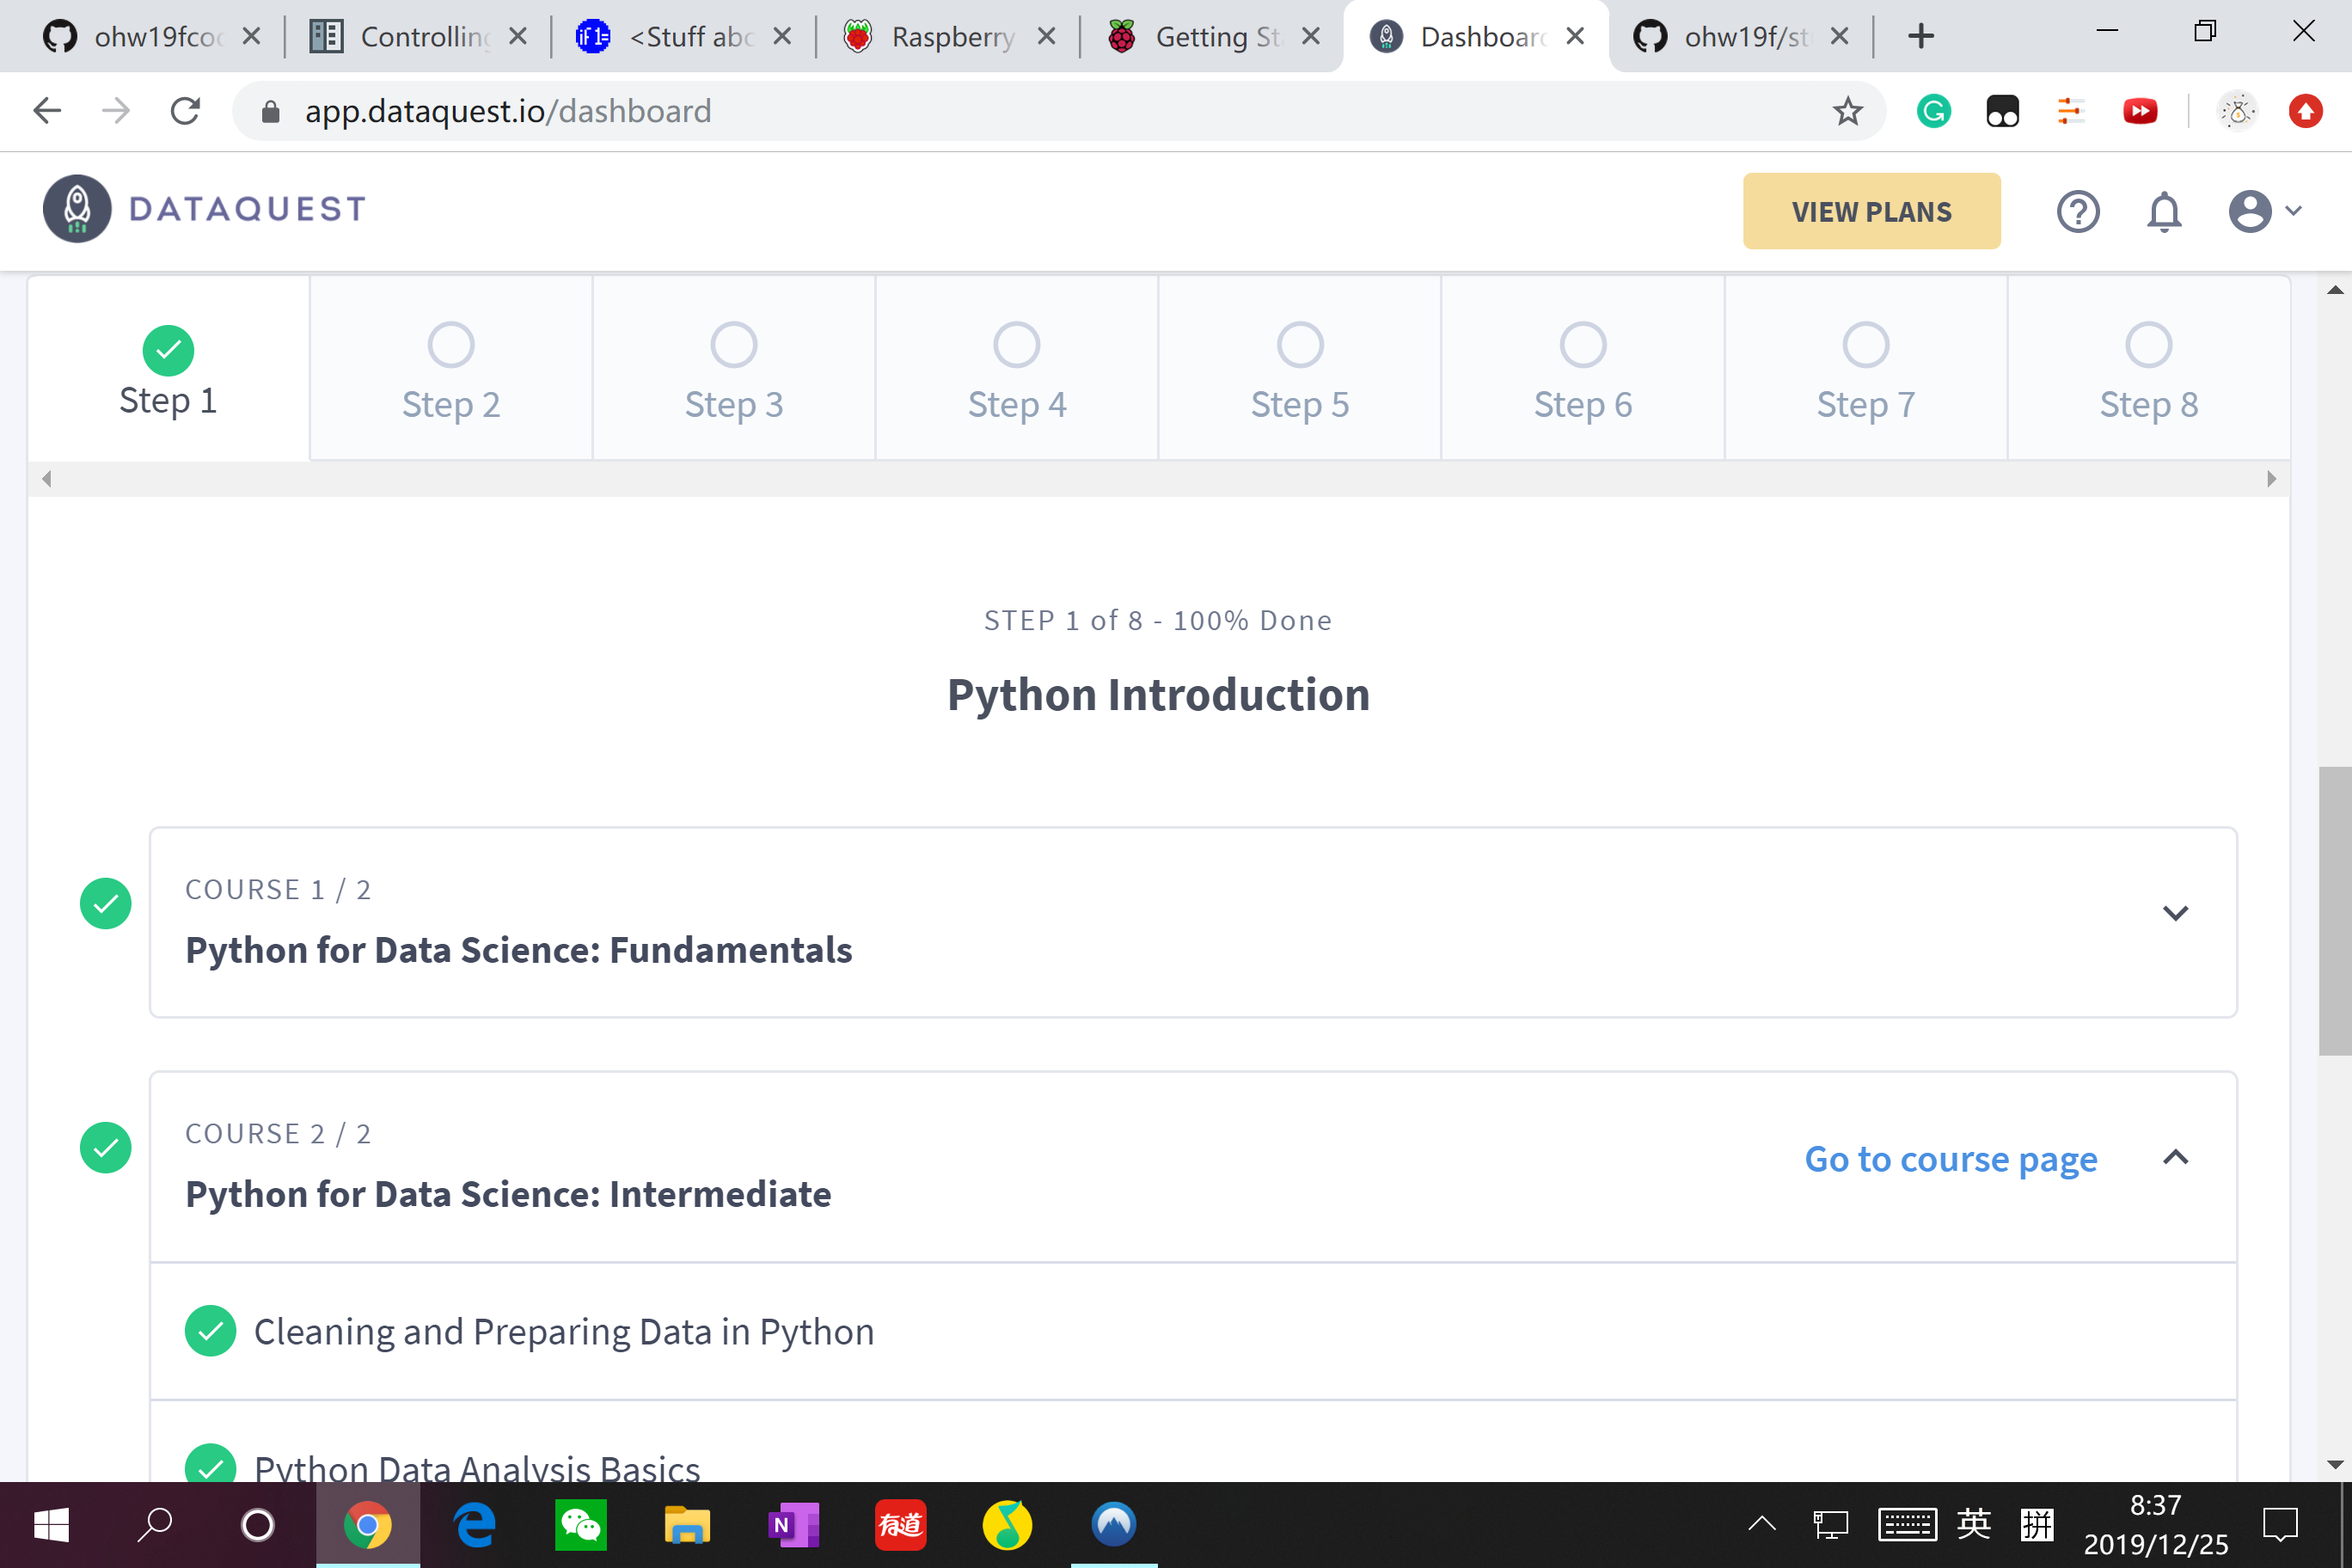 ohw19fcoc
Controlling
<Stuff abc
Raspberry
Getting St
Dashboard
ohw19f/st
app.dataquest.io/dashboard
DATAQUEST
VIEW PLANS
Step 1
Step 2
Step 3
Step 4
Step 5
Step 6
Step 7
Step 8
STEP 1 of 8 - 100% Done
Python Introduction
COURSE 1 / 2
Python for Data Science: Fundamentals
COURSE 2 / 2
Go to course page
Python for Data Science: Intermediate
Cleaning and Preparing Data in Python
Python Data Analysis Basics
N
有道
英
拼
8:37
2019/12/25